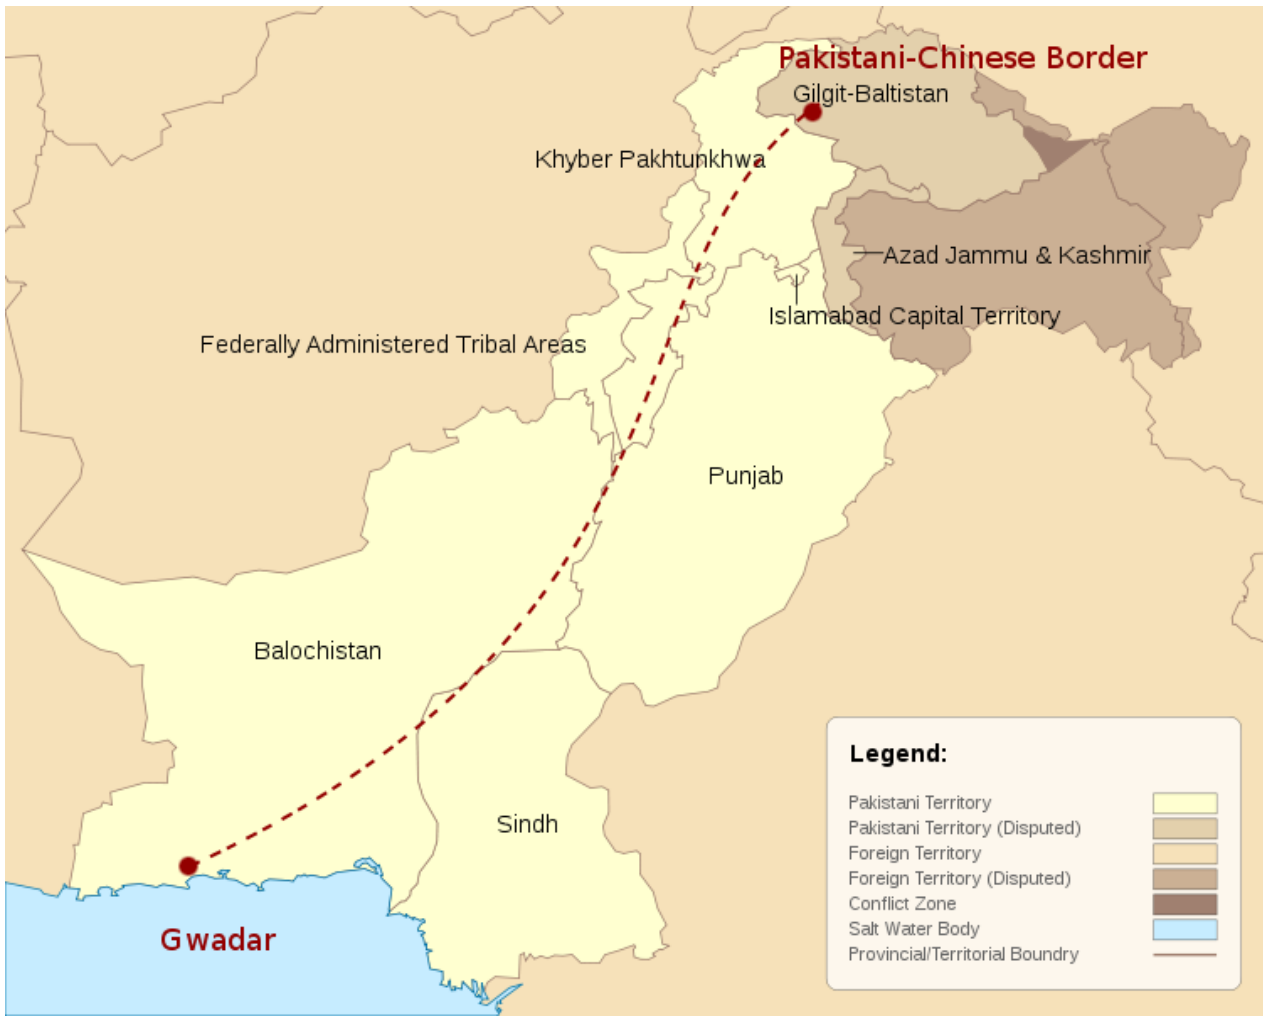 Pakistani-Chinese Border
Gilgit-Baltistan
Khyber Pakhtunkhwa
Azad Jammu & Kashmir
Islamabad Capital Territory
Federally Administered Tribal Areas
Punjab
Balochistan
Sindh
Gwadar
Legend:
Pakistani Territory
Pakistani Territory (Disputed)
Foreign Territory
Foreign Territory (Disputed)
Conflict Zone
Salt Water Body
Provincial/Territorial Boundry